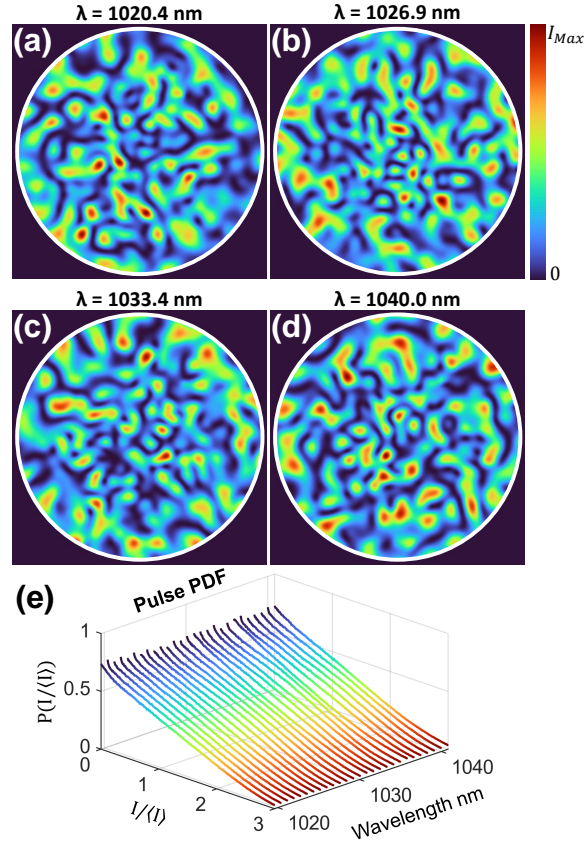 λ = 1020.4 nm
λ = 1026.9 nm
(a)
(b)
I_Max
0
λ = 1033.4 nm
λ = 1040.0 nm
(c)
(d)
(e)
Pulse PDF
P(I/⟨I⟩)
1
0.5
0
0
1
2
3
I/⟨I⟩
1020
1030
1040
Wavelength nm